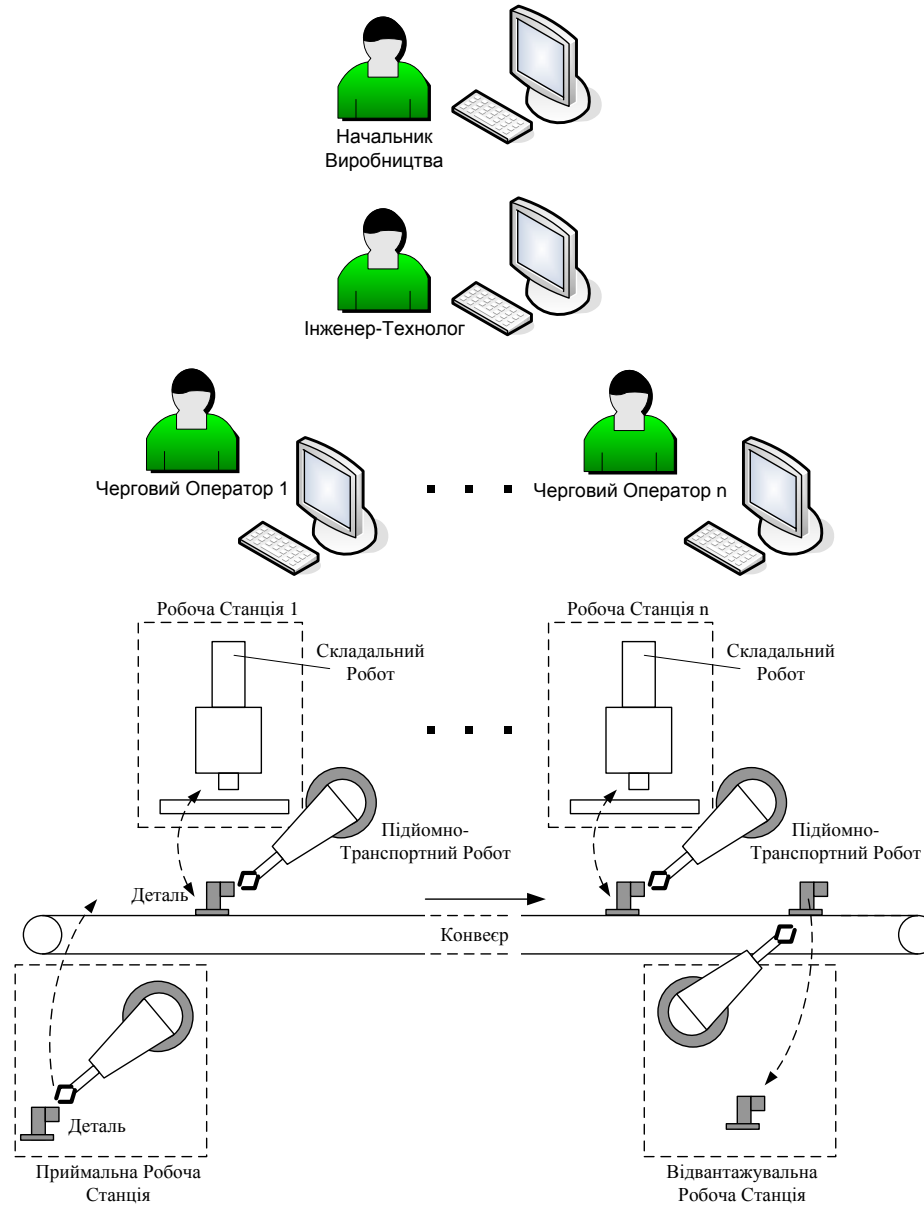 Начальник
Виробництва
Інженер-Технолог
Черговий Оператор 1
Черговий Оператор n
Робоча Станція 1
Робоча Станція n
Складальний
Робот
Складальний
Робот
Підйомно-
Транспортний Робот
Підйомно-
Транспортний Робот
Деталь
Конвеєр
Деталь
Приймальна Робоча
Станція
Відвантажувальна
Робоча Станція